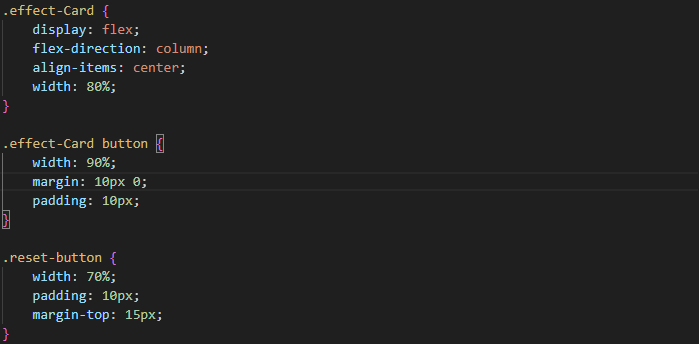 .effect-Card {
    display: flex;
    flex-direction: column;
    align-items: center;
    width: 80%;
}

.effect-Card button {
    width: 90%;
    margin: 10px 0;
    padding: 10px;
}

.reset-button {
    width: 70%;
    padding: 10px;
    margin-top: 15px;
}